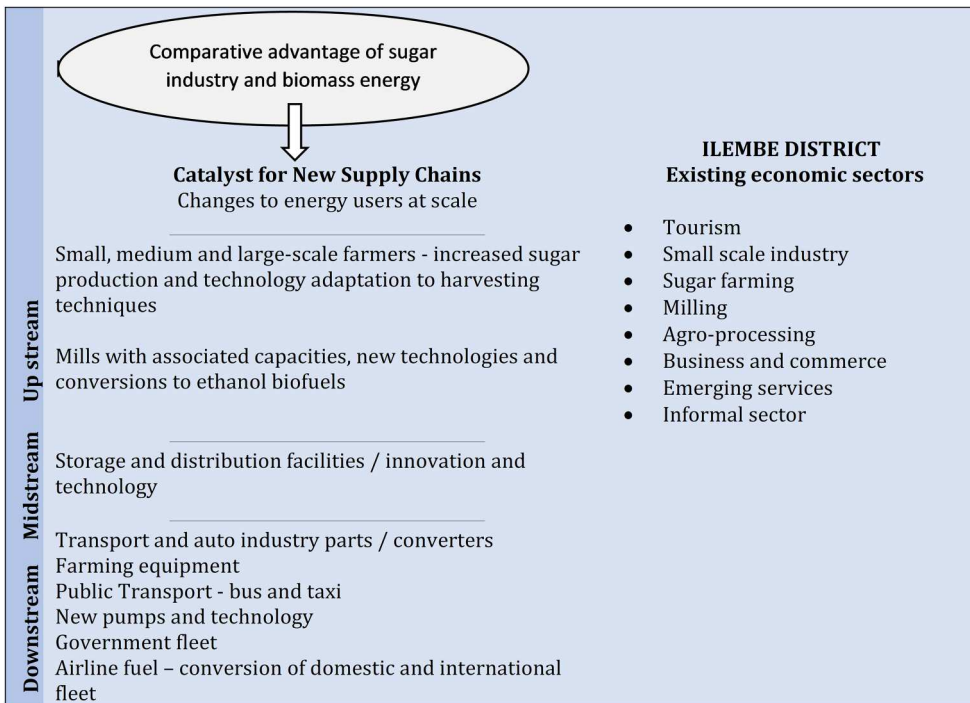 Comparative advantage of sugar
industry and biomass energy
Catalyst for New Supply Chains
Changes to energy users at scale
Up stream
Small, medium and large-scale farmers - increased sugar
production and technology adaptation to harvesting
techniques
Mills with associated capacities, new technologies and
conversions to ethanol biofuels
Midstream
Storage and distribution facilities / innovation and
technology
Downstream
Transport and auto industry parts / converters
Farming equipment
Public Transport - bus and taxi
New pumps and technology
Government fleet
Airline fuel – conversion of domestic and international
fleet
ILEMBE DISTRICT
Existing economic sectors
• Tourism
• Small scale industry
• Sugar farming
• Milling
• Agro-processing
• Business and commerce
• Emerging services
• Informal sector